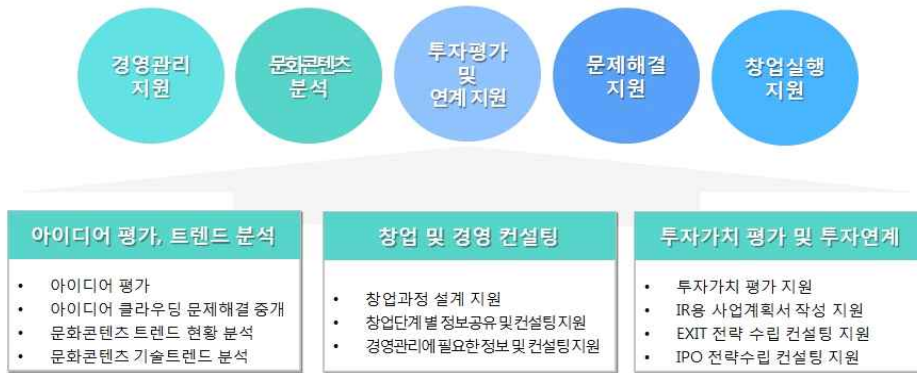 경영관리
지원
문화콘텐츠
분석
투자평가
및
연계 지원
문제해결
지원
창업실행
지원
아이디어 평가, 트렌드 분석
• 아이디어 평가
• 아이디어 클라우딩 문제해결 중개
• 문화콘텐츠 트렌드 현황 분석
• 문화콘텐츠 기술트렌드 분석
창업 및 경영 컨설팅
• 창업과정 설계 지원
• 창업단계 별 정보공유 및 컨설팅 지원
• 경영관리에 필요한 정보 및 컨설팅 지원
투자가치 평가 및 투자연계
• 투자가치 평가 지원
• IR용 사업계획서 작성 지원
• EXIT 전략 수립 컨설팅 지원
• IPO 전략수립 컨설팅 지원